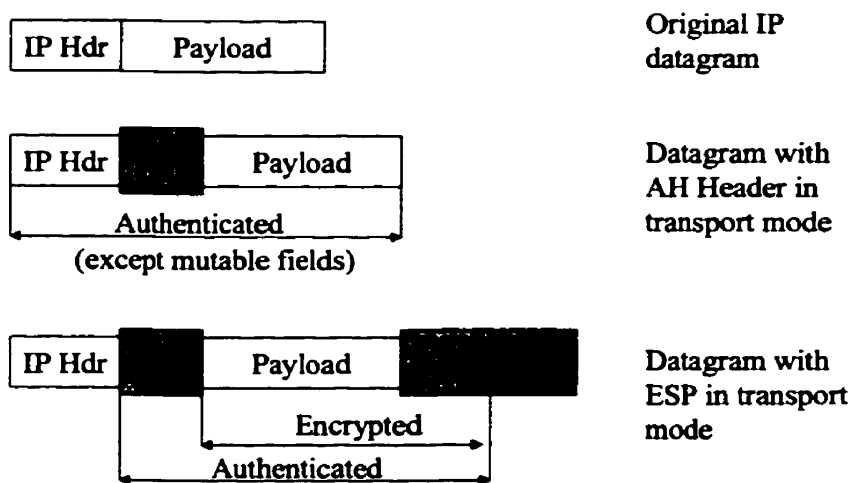 IP Hdr Payload
Original IP
datagram
IP Hdr Payload
Datagram with
AH Header in
transport mode
Authenticated
(except mutable fields)
IP Hdr Payload
Datagram with
ESP in transport
mode
Encrypted
Authenticated